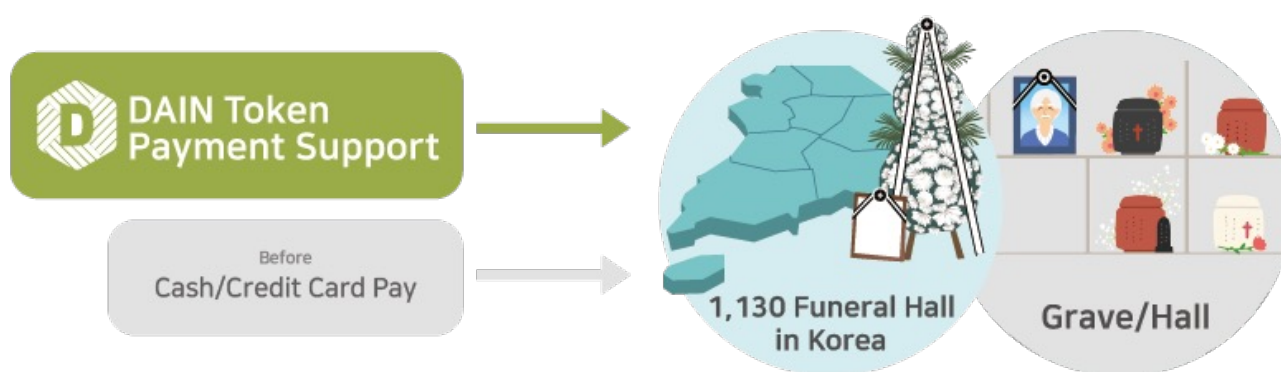 D
DAIN Token
Payment Support
Before
Cash/Credit Card Pay
1,130 Funeral Hall
in Korea
Grave/Hall